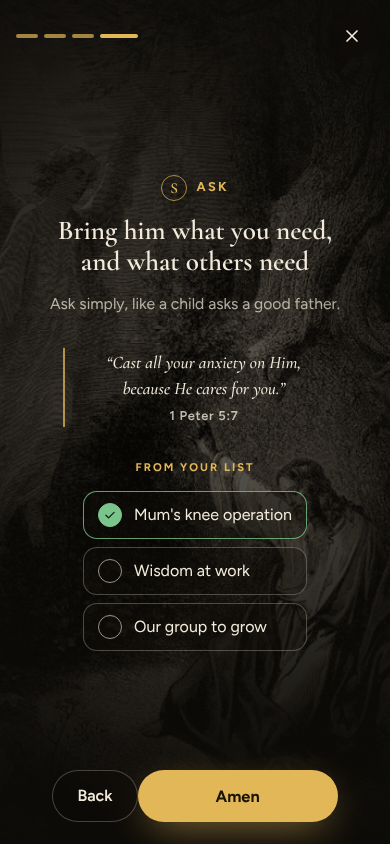 S ASK
Bring him what you need,
and what others need
Ask simply, like a child asks a good father.
“Cast all your anxiety on Him,
because He cares for you.”
1 Peter 5:7
FROM YOUR LIST
Mum's knee operation
Wisdom at work
Our group to grow
Back Amen